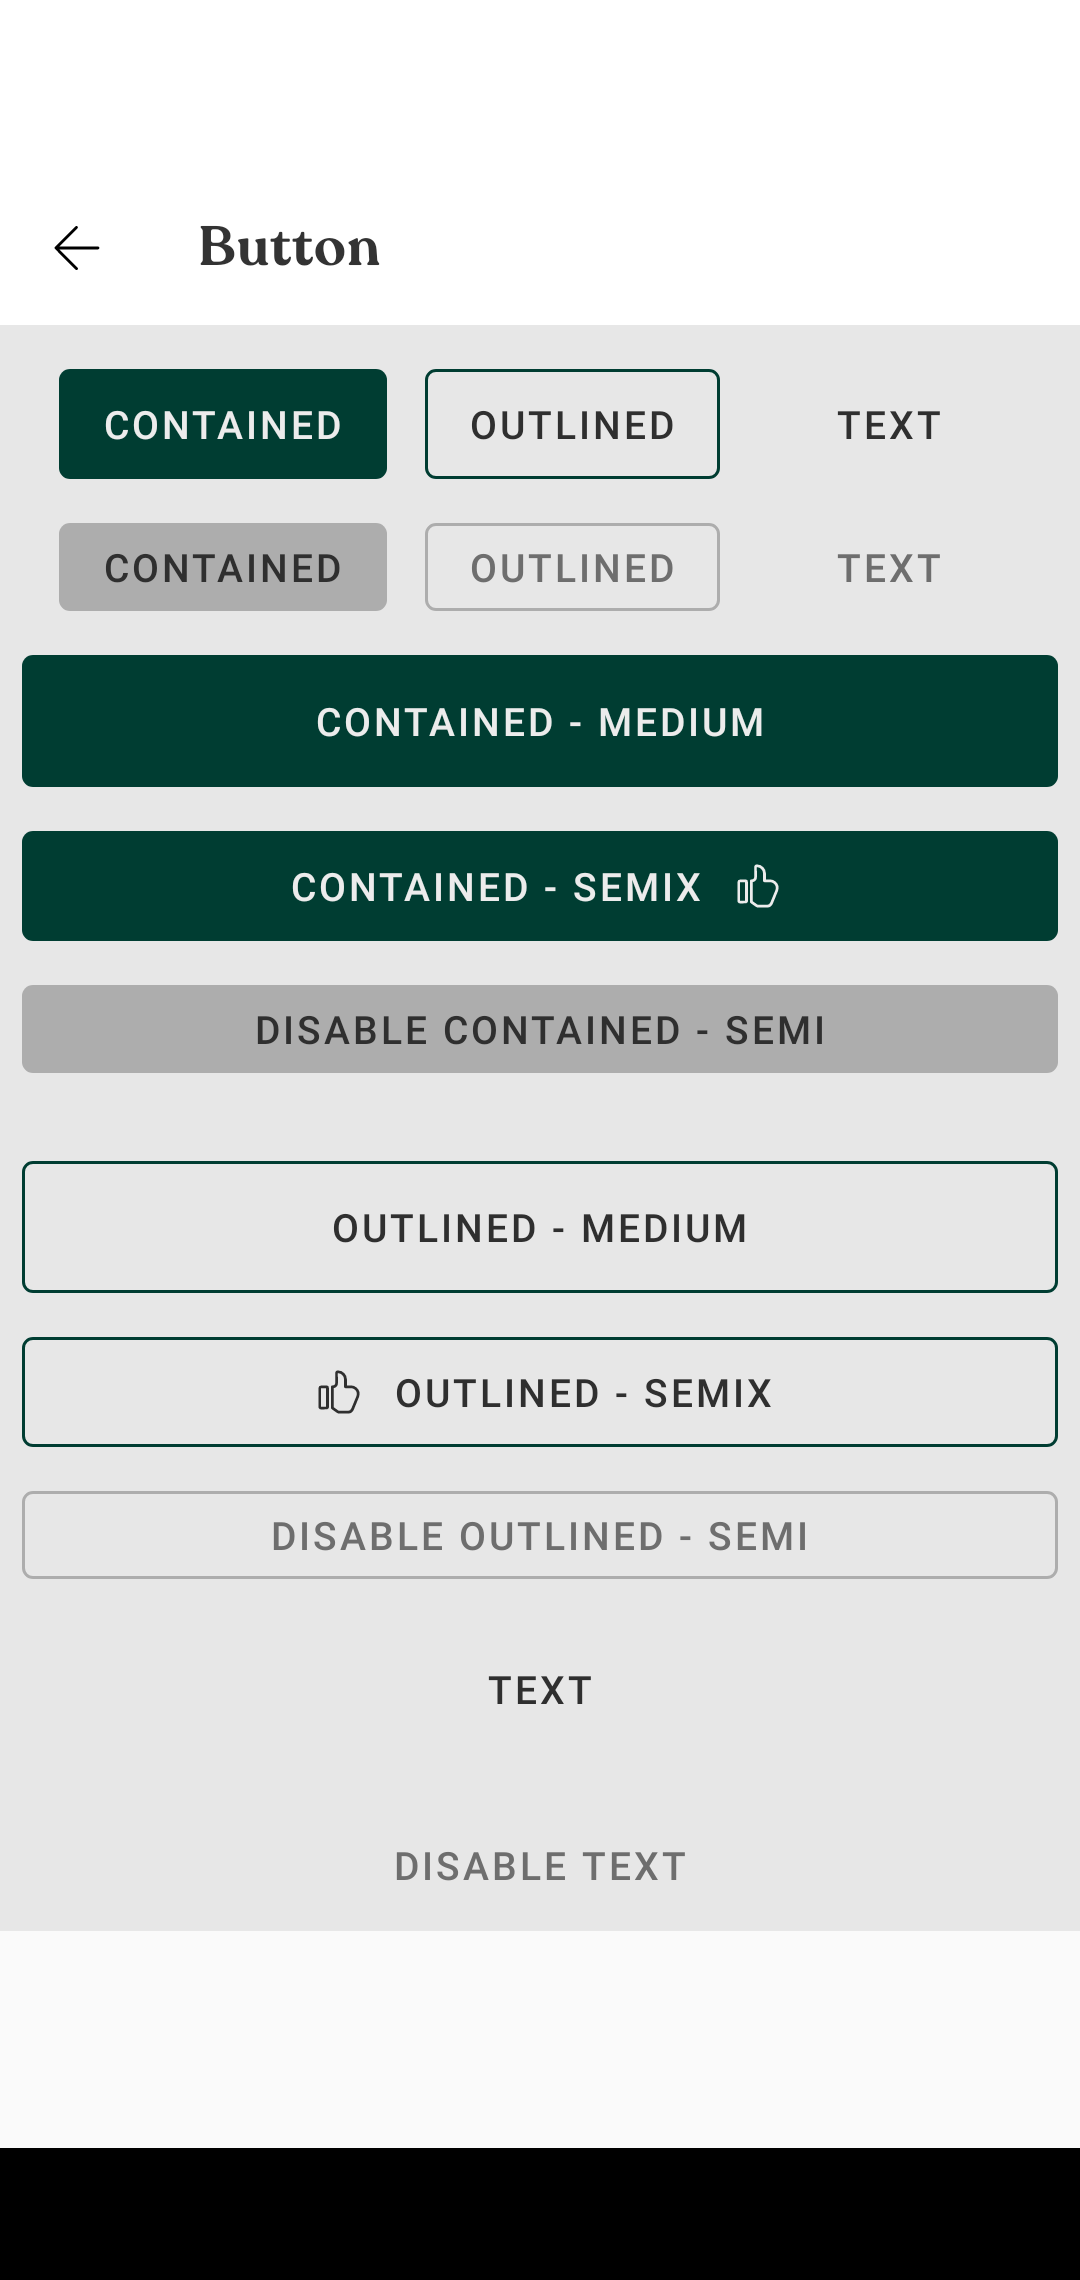 Button
CONTAINED OUTLINED TEXT
CONTAINED OUTLINED TEXT
CONTAINED - MEDIUM
CONTAINED - SEMIX
DISABLE CONTAINED - SEMI
OUTLINED - MEDIUM
OUTLINED - SEMIX
DISABLE OUTLINED - SEMI
TEXT
DISABLE TEXT